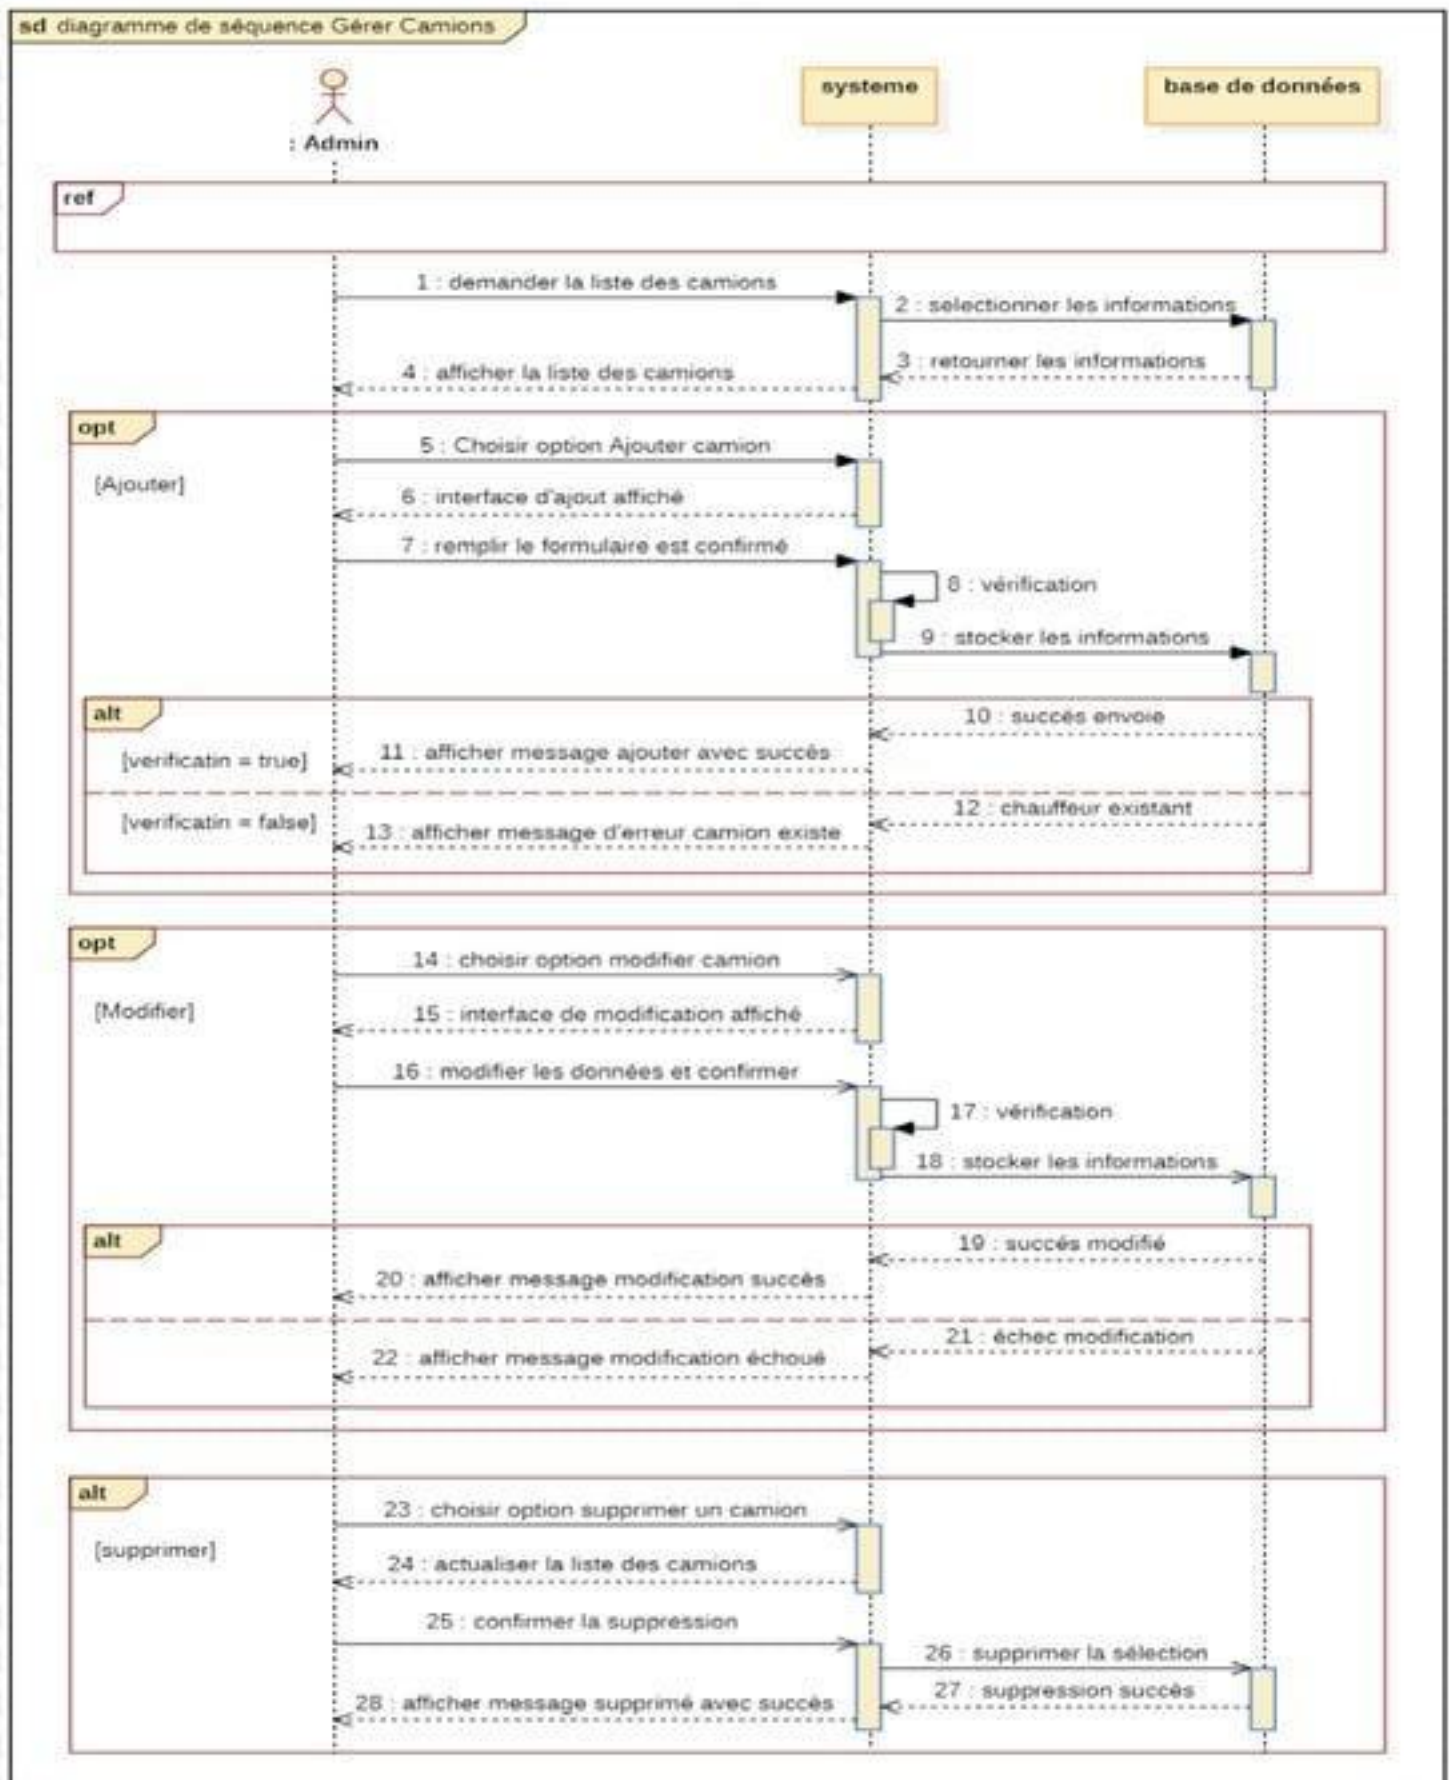 sd diagramme de séquence Gérer Camions
: Admin
systeme
base de données
ref
1 : demander la liste des camions
2 : selectionner les informations
3 : retourner les informations
4 : afficher la liste des camions
opt
[Ajouter]
5 : Choisir option Ajouter camion
6 : interface d'ajout affiché
7 : remplir le formulaire est confirmé
8 : vérification
9 : stocker les informations
alt
[verificatin = true]
10 : succés envoie
11 : afficher message ajouter avec succès
[verificatin = false]
12 : chauffeur existant
13 : afficher message d'erreur camion existe
opt
[Modifier]
14 : choisir option modifier camion
15 : interface de modification affiché
16 : modifier les données et confirmer
17 : vérification
18 : stocker les informations
alt
19 : succés modifié
20 : afficher message modification succès
21 : échec modification
22 : afficher message modification échoué
alt
[supprimer]
23 : choisir option supprimer un camion
24 : actualiser la liste des camions
25 : confirmer la suppression
26 : supprimer la sélection
27 : suppression succès
28 : afficher message supprimé avec succès